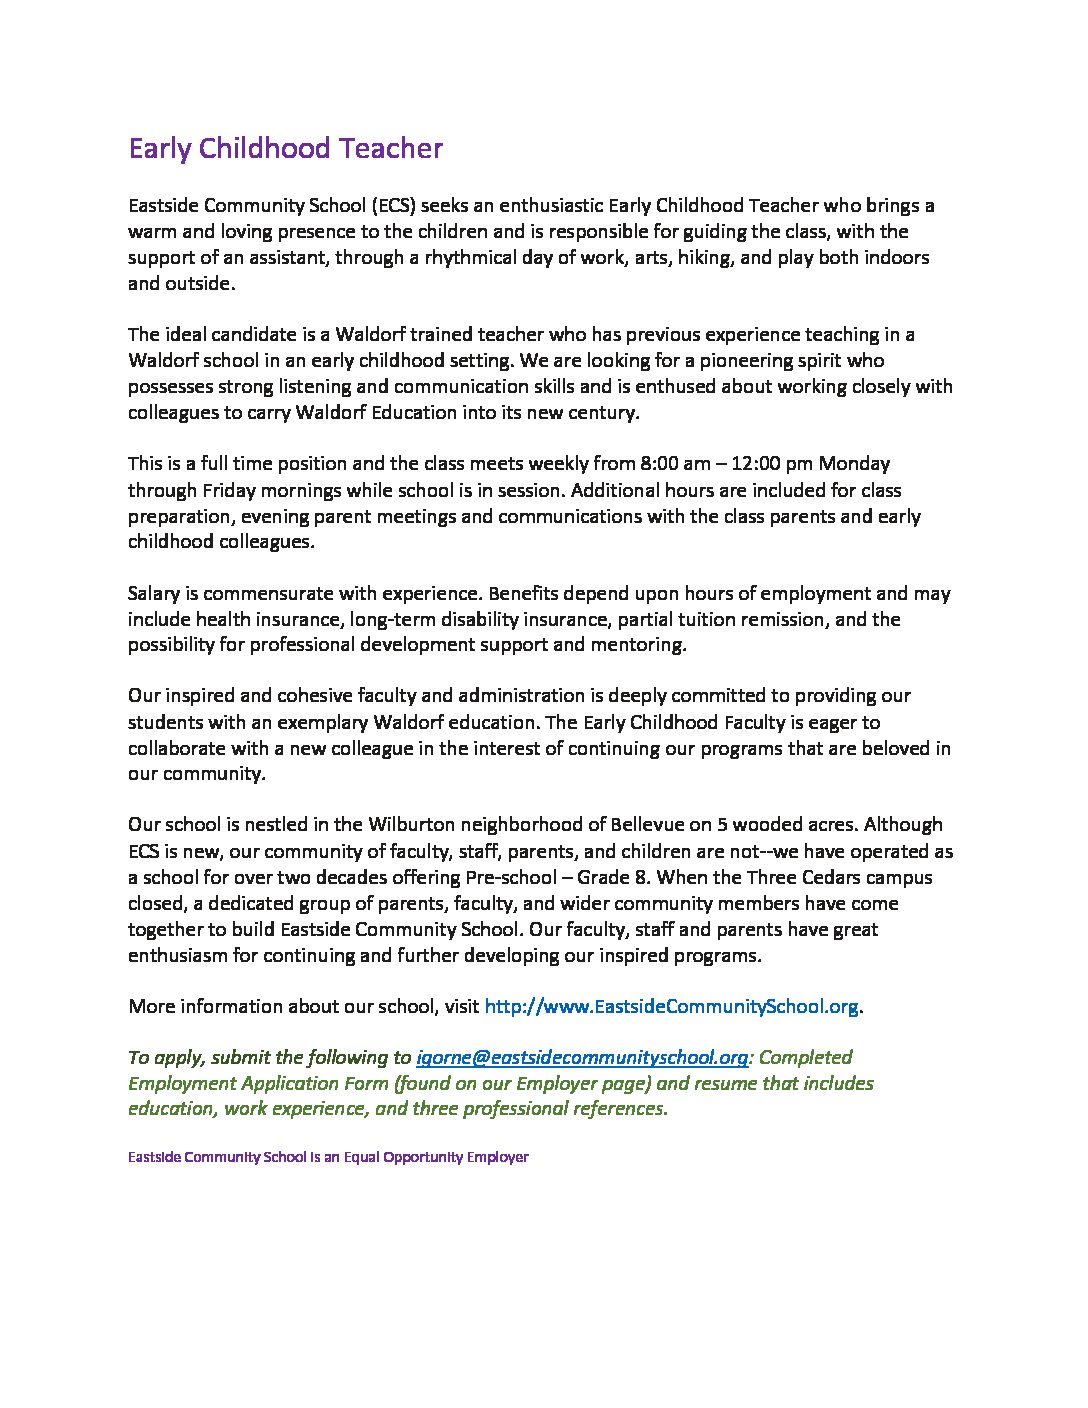 Early Childhood Teacher
Eastside Community School (ECS) seeks an enthusiastic Early Childhood Teacher who brings a
warm and loving presence to the children and is responsible for guiding the class, with the
support of an assistant, through a rhythmical day of work, arts, hiking, and play both indoors
and outside.
The ideal candidate is a Waldorf trained teacher who has previous experience teaching in a
Waldorf school in an early childhood setting. We are looking for a pioneering spirit who
possesses strong listening and communication skills and is enthused about working closely with
colleagues to carry Waldorf Education into its new century.
This is a full time position and the class meets weekly from 8:00 am – 12:00 pm Monday
through Friday mornings while school is in session. Additional hours are included for class
preparation, evening parent meetings and communications with the class parents and early
childhood colleagues.
Salary is commensurate with experience. Benefits depend upon hours of employment and may
include health insurance, long-term disability insurance, partial tuition remission, and the
possibility for professional development support and mentoring.
Our inspired and cohesive faculty and administration is deeply committed to providing our
students with an exemplary Waldorf education. The Early Childhood Faculty is eager to
collaborate with a new colleague in the interest of continuing our programs that are beloved in
our community.
Our school is nestled in the Wilburton neighborhood of Bellevue on 5 wooded acres. Although
ECS is new, our community of faculty, staff, parents, and children are not--we have operated as
a school for over two decades offering Pre-school – Grade 8. When the Three Cedars campus
closed, a dedicated group of parents, faculty, and wider community members have come
together to build Eastside Community School. Our faculty, staff and parents have great
enthusiasm for continuing and further developing our inspired programs.
More information about our school, visit http://www.EastsideCommunitySchool.org.
To apply, submit the following to igorne@eastsidecommunityschool.org: Completed
Employment Application Form (found on our Employer page) and resume that includes
education, work experience, and three professional references.
Eastside Community School is an Equal Opportunity Employer